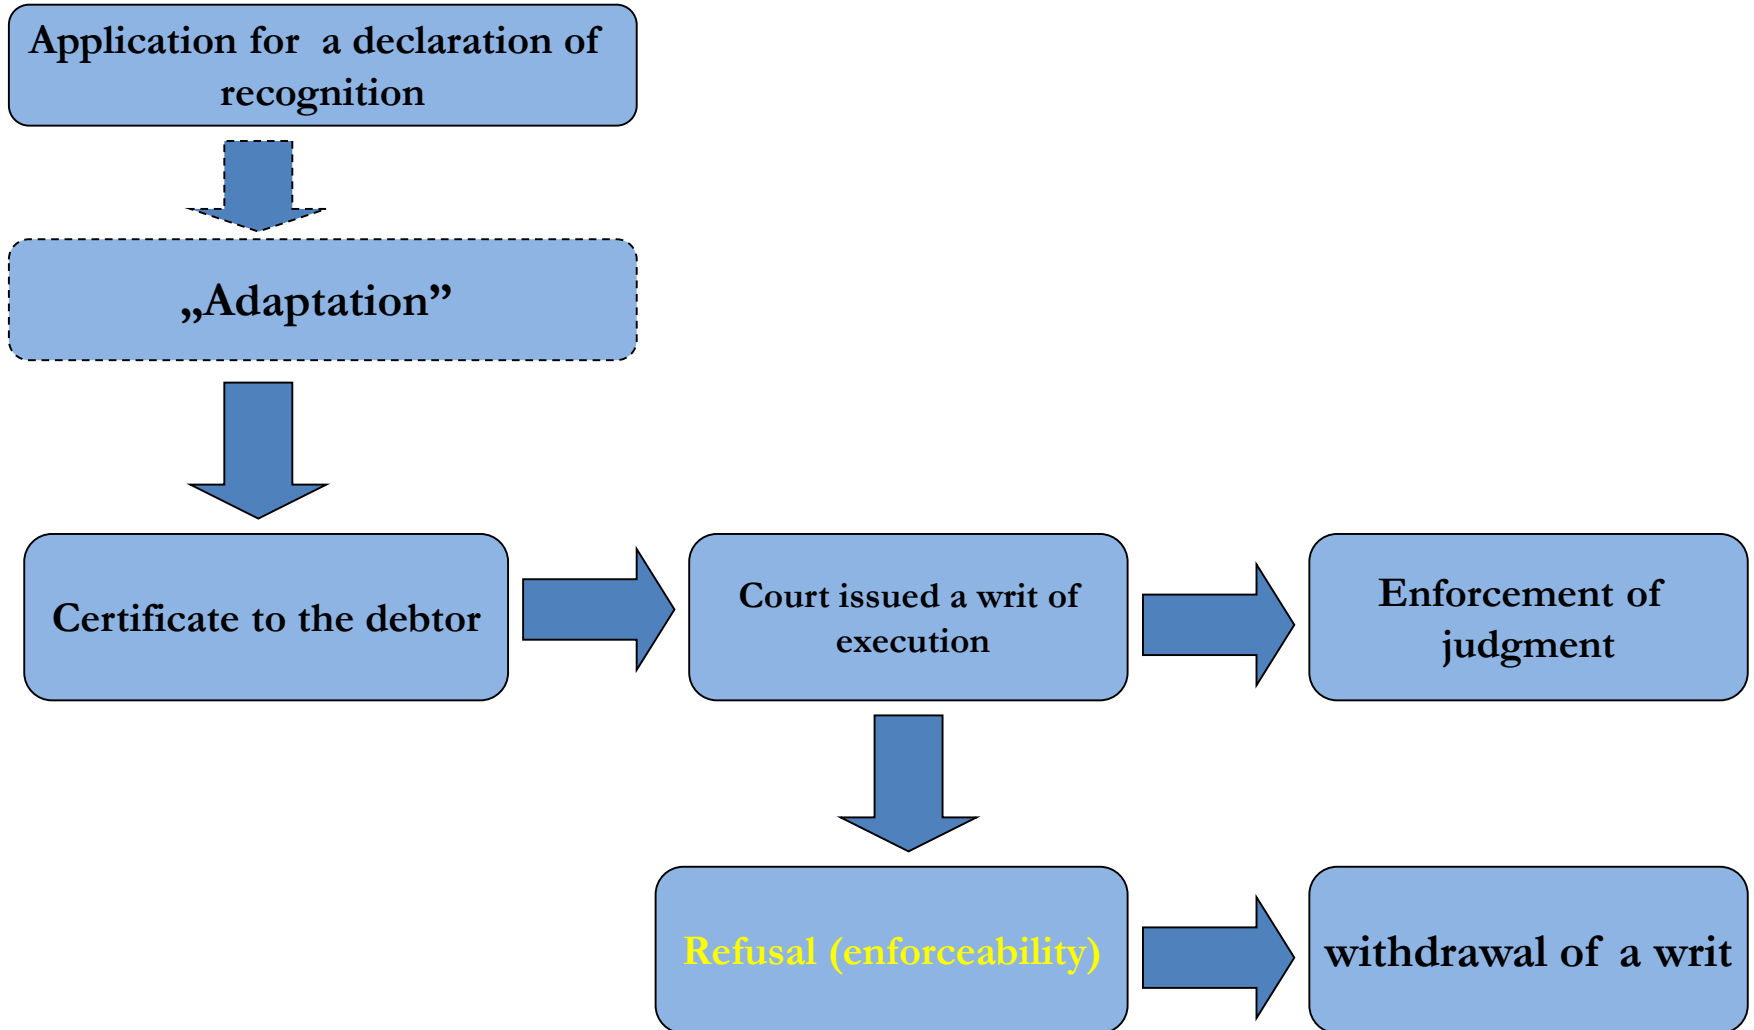 Application for a declaration of
recognition
„Adaptation”
Certificate to the debtor
Court issued a writ of
execution
Enforcement of
judgment
Refusal (enforceability)
withdrawal of a writ